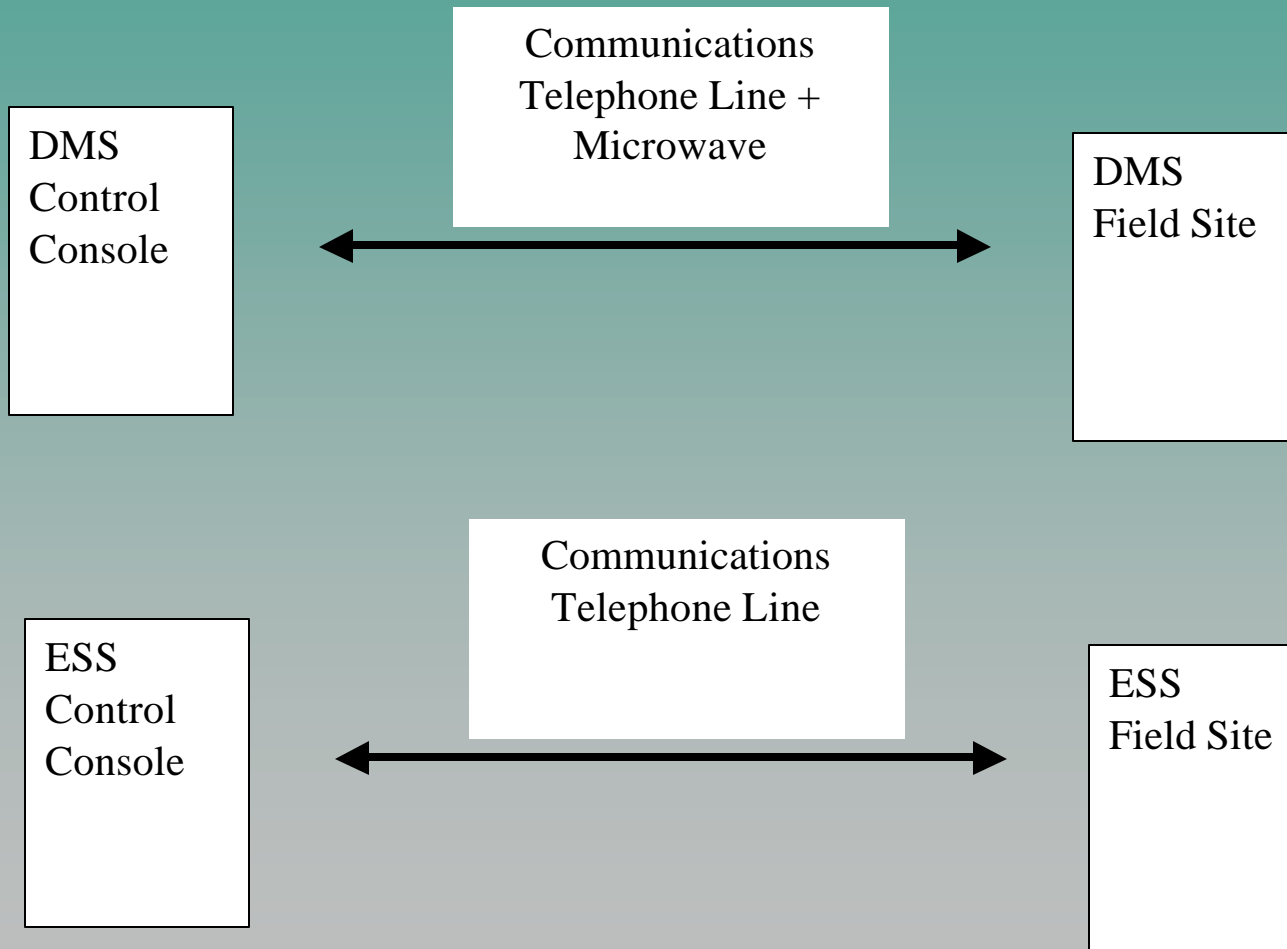 Communications
Telephone Line +
Microwave
DMS
Control
Console
DMS
Field Site
Communications
Telephone Line
ESS
Control
Console
ESS
Field Site